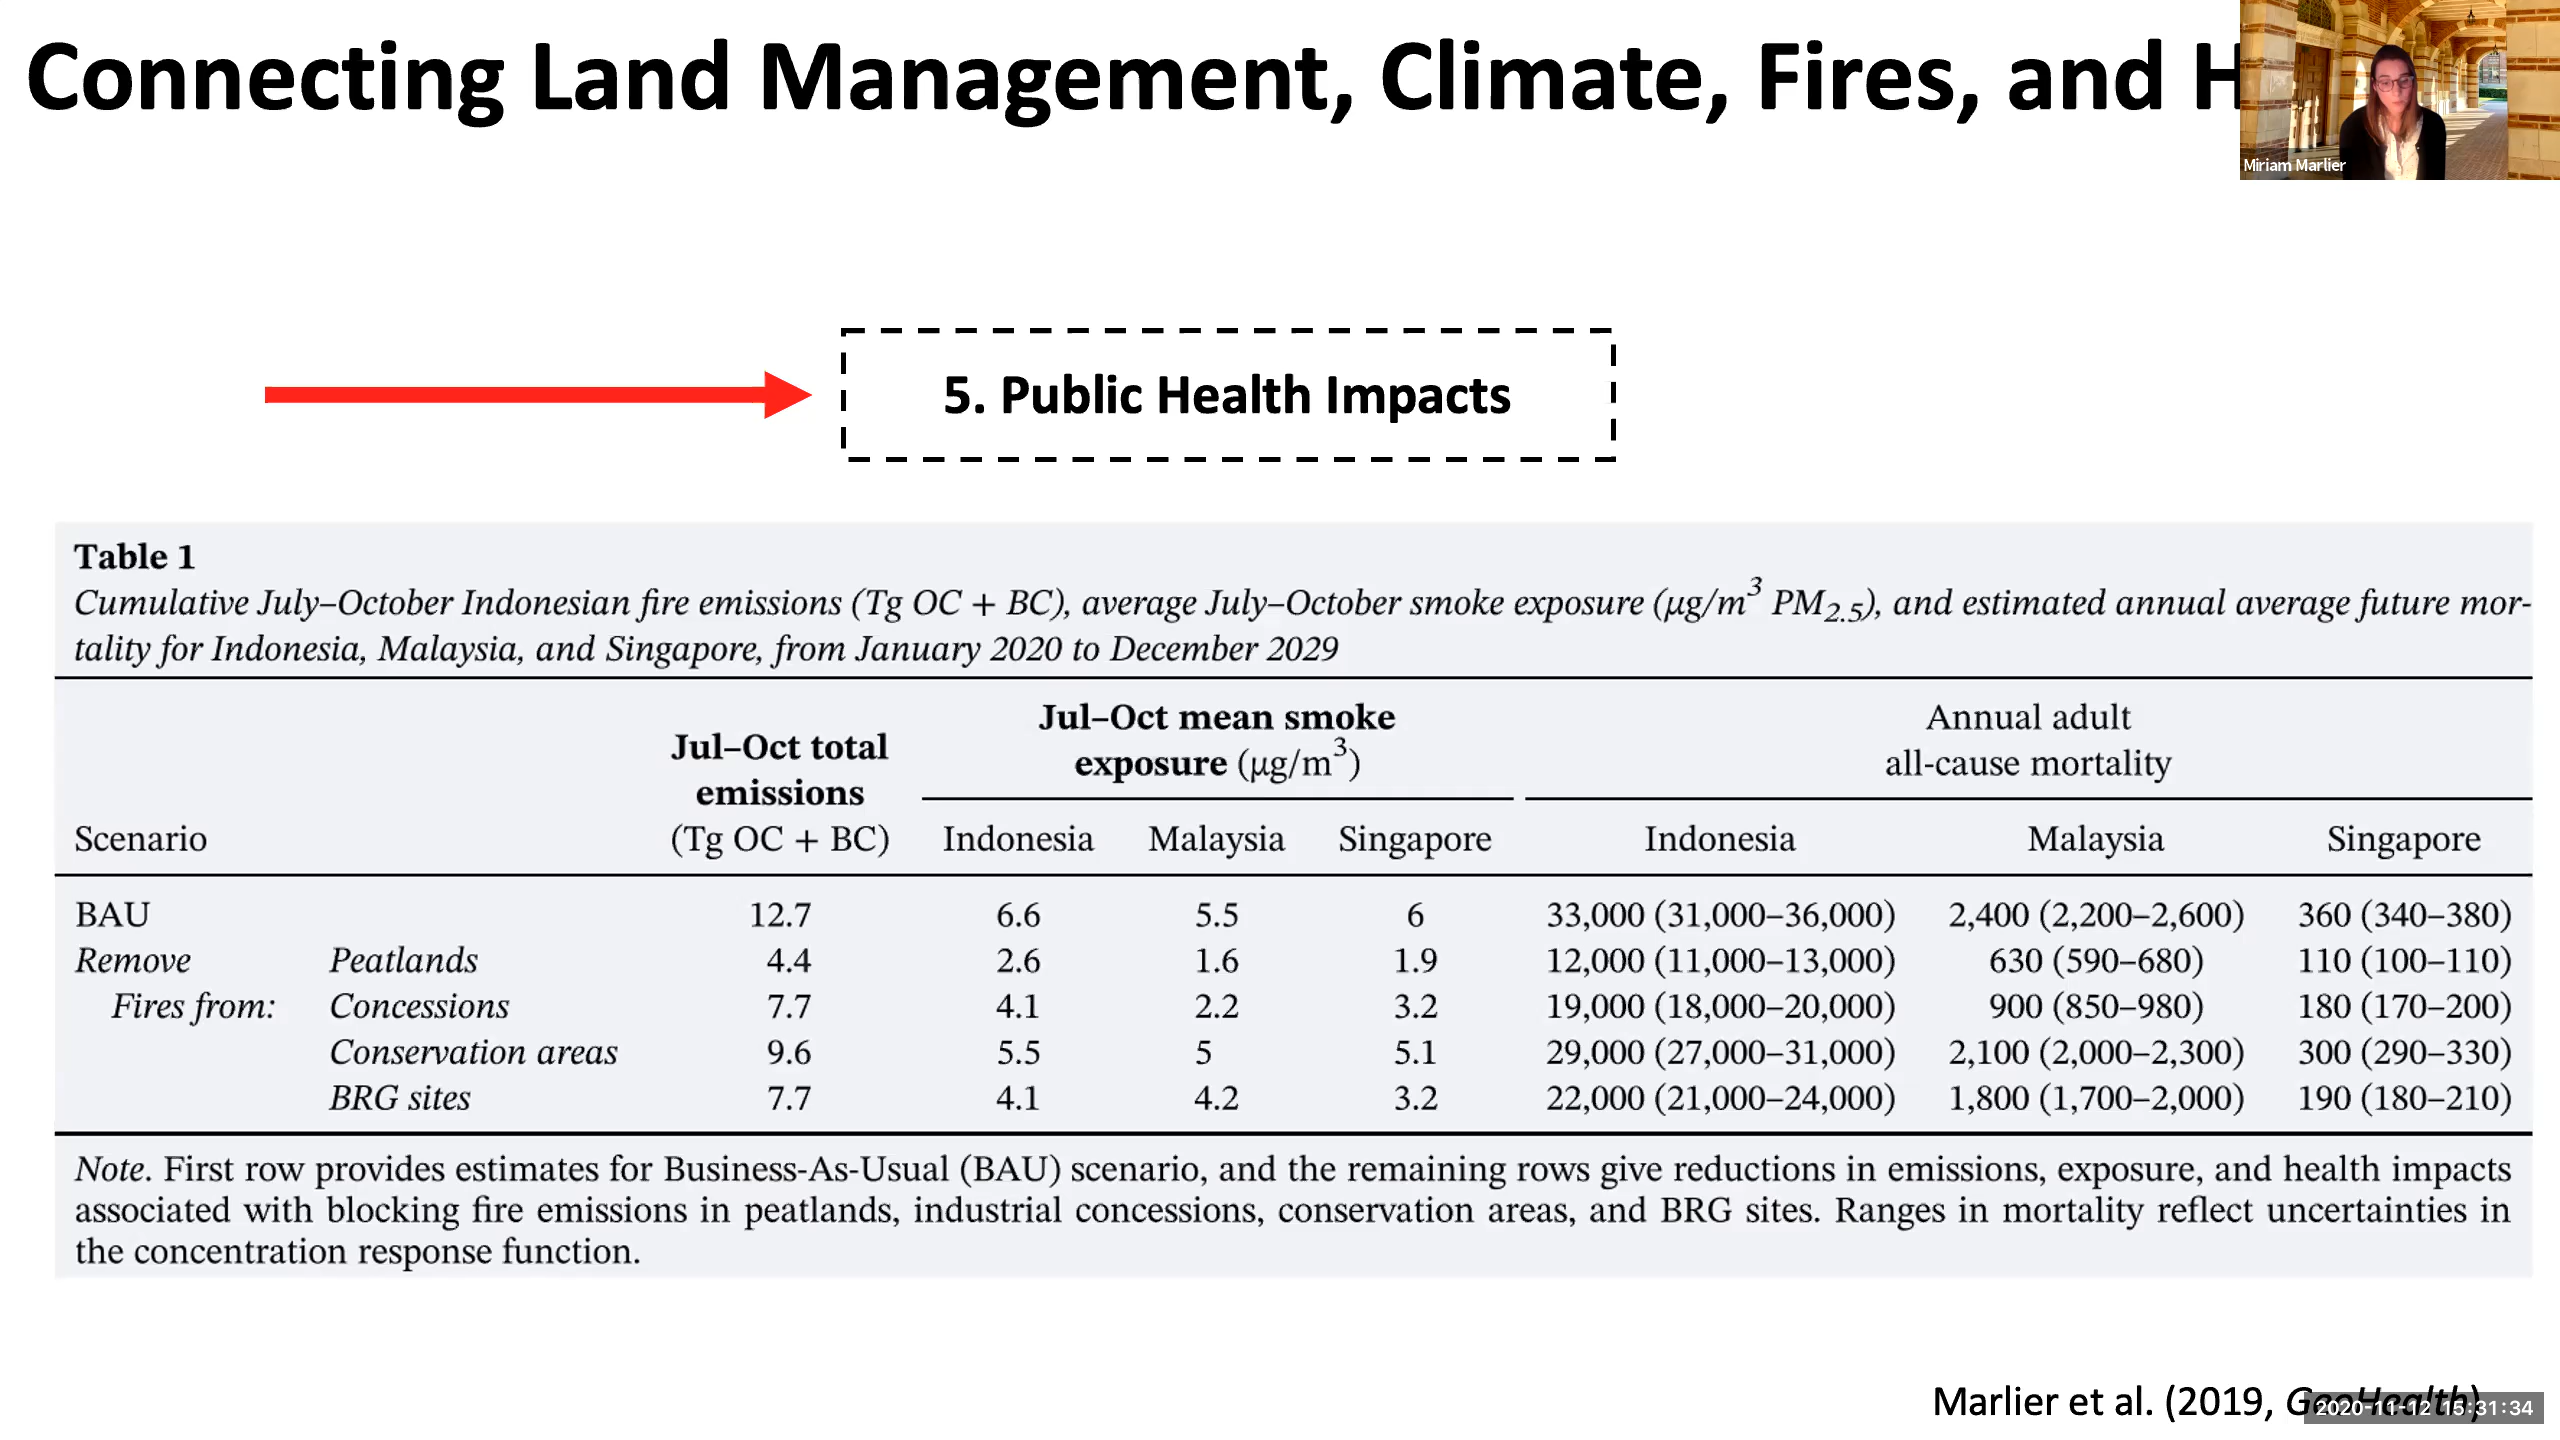 Connecting Land Management, Climate, Fires, and H
Miriam Marlier
5. Public Health Impacts
Table 1
Cumulative July–October Indonesian fire emissions (Tg OC + BC), average July–October smoke exposure (μg/m³ PM₂.₅), and estimated annual average future mor-
tality for Indonesia, Malaysia, and Singapore, from January 2020 to December 2029
Jul–Oct total emissions (Tg OC + BC)
Jul–Oct mean smoke exposure (μg/m³)
Annual adult all-cause mortality
Scenario Indonesia Malaysia Singapore Indonesia Malaysia Singapore
BAU 12.7 6.6 5.5 6 33,000 (31,000–36,000) 2,400 (2,200–2,600) 360 (340–380)
Remove Peatlands 4.4 2.6 1.6 1.9 12,000 (11,000–13,000) 630 (590–680) 110 (100–110)
Fires from: Concessions 7.7 4.1 2.2 3.2 19,000 (18,000–20,000) 900 (850–980) 180 (170–200)
Conservation areas 9.6 5.5 5 5.1 29,000 (27,000–31,000) 2,100 (2,000–2,300) 300 (290–330)
BRG sites 7.7 4.1 4.2 3.2 22,000 (21,000–24,000) 1,800 (1,700–2,000) 190 (180–210)
Note. First row provides estimates for Business-As-Usual (BAU) scenario, and the remaining rows give reductions in emissions, exposure, and health impacts
associated with blocking fire emissions in peatlands, industrial concessions, conservation areas, and BRG sites. Ranges in mortality reflect uncertainties in
the concentration response function.
Marlier et al. (2019, GeoHealth)
2020-11-12 15:31:34